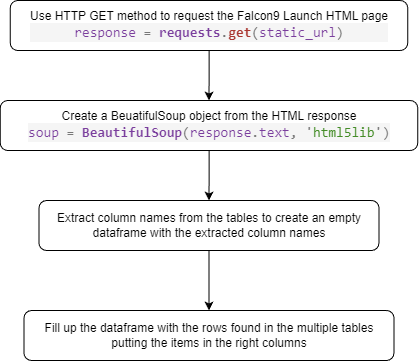 Use HTTP GET method to request the Falcon9 Launch HTML page
response = requests.get(static_url)
Create a BeuatifulSoup object from the HTML response
soup = BeautifulSoup(response.text, 'html5lib')
Extract column names from the tables to create an empty
dataframe with the extracted column names
Fill up the dataframe with the rows found in the multiple tables
putting the items in the right columns